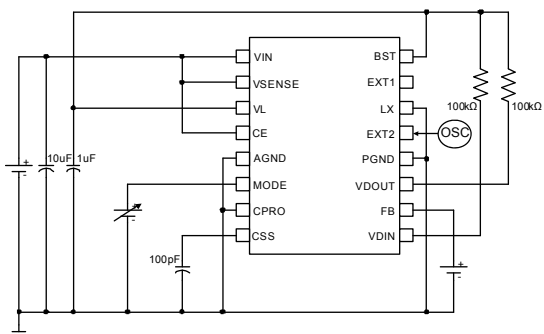 VIN
VSENSE
VL
CE
AGND
MODE
CPRO
CSS
BST
EXT1
LX
EXT2
PGND
VDOUT
FB
VDIN
OSC
100kΩ
100kΩ
10uF
1uF
100pF
+
-
+
-
+
-